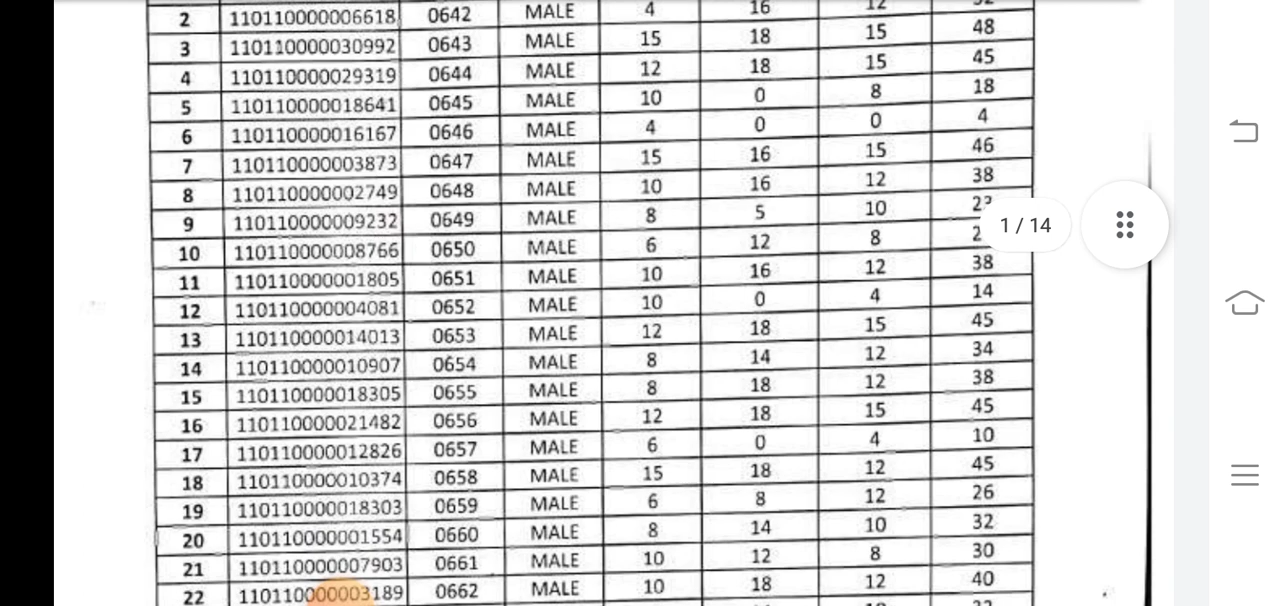 2 1101100000006618 0642 MALE 4 16 12 32
3 110110000030992 0643 MALE 15 18 15 48
4 110110000029319 0644 MALE 12 18 15 45
5 110110000018641 0645 MALE 10 0 8 18
6 110110000016167 0646 MALE 4 0 0 4
7 110110000003873 0647 MALE 15 16 15 46
8 110110000002749 0648 MALE 10 16 12 38
9 110110000009232 0649 MALE 8 5 10 23
1 / 14
10 110110000008766 0650 MALE 6 12 8
11 110110000001805 0651 MALE 10 16 12 38
12 110110000004081 0652 MALE 10 0 4 14
13 110110000014013 0653 MALE 12 18 15 45
14 110110000010907 0654 MALE 8 14 12 34
15 110110000018305 0655 MALE 8 18 12 38
16 110110000021482 0656 MALE 12 18 15 45
17 110110000012826 0657 MALE 6 0 4 10
18 110110000010374 0658 MALE 15 18 12 45
19 110110000018303 0659 MALE 6 8 12 26
20 110110000001554 0660 MALE 8 14 10 32
21 110110000007903 0661 MALE 10 12 8 30
22 110110000003189 0662 MALE 10 18 12 40